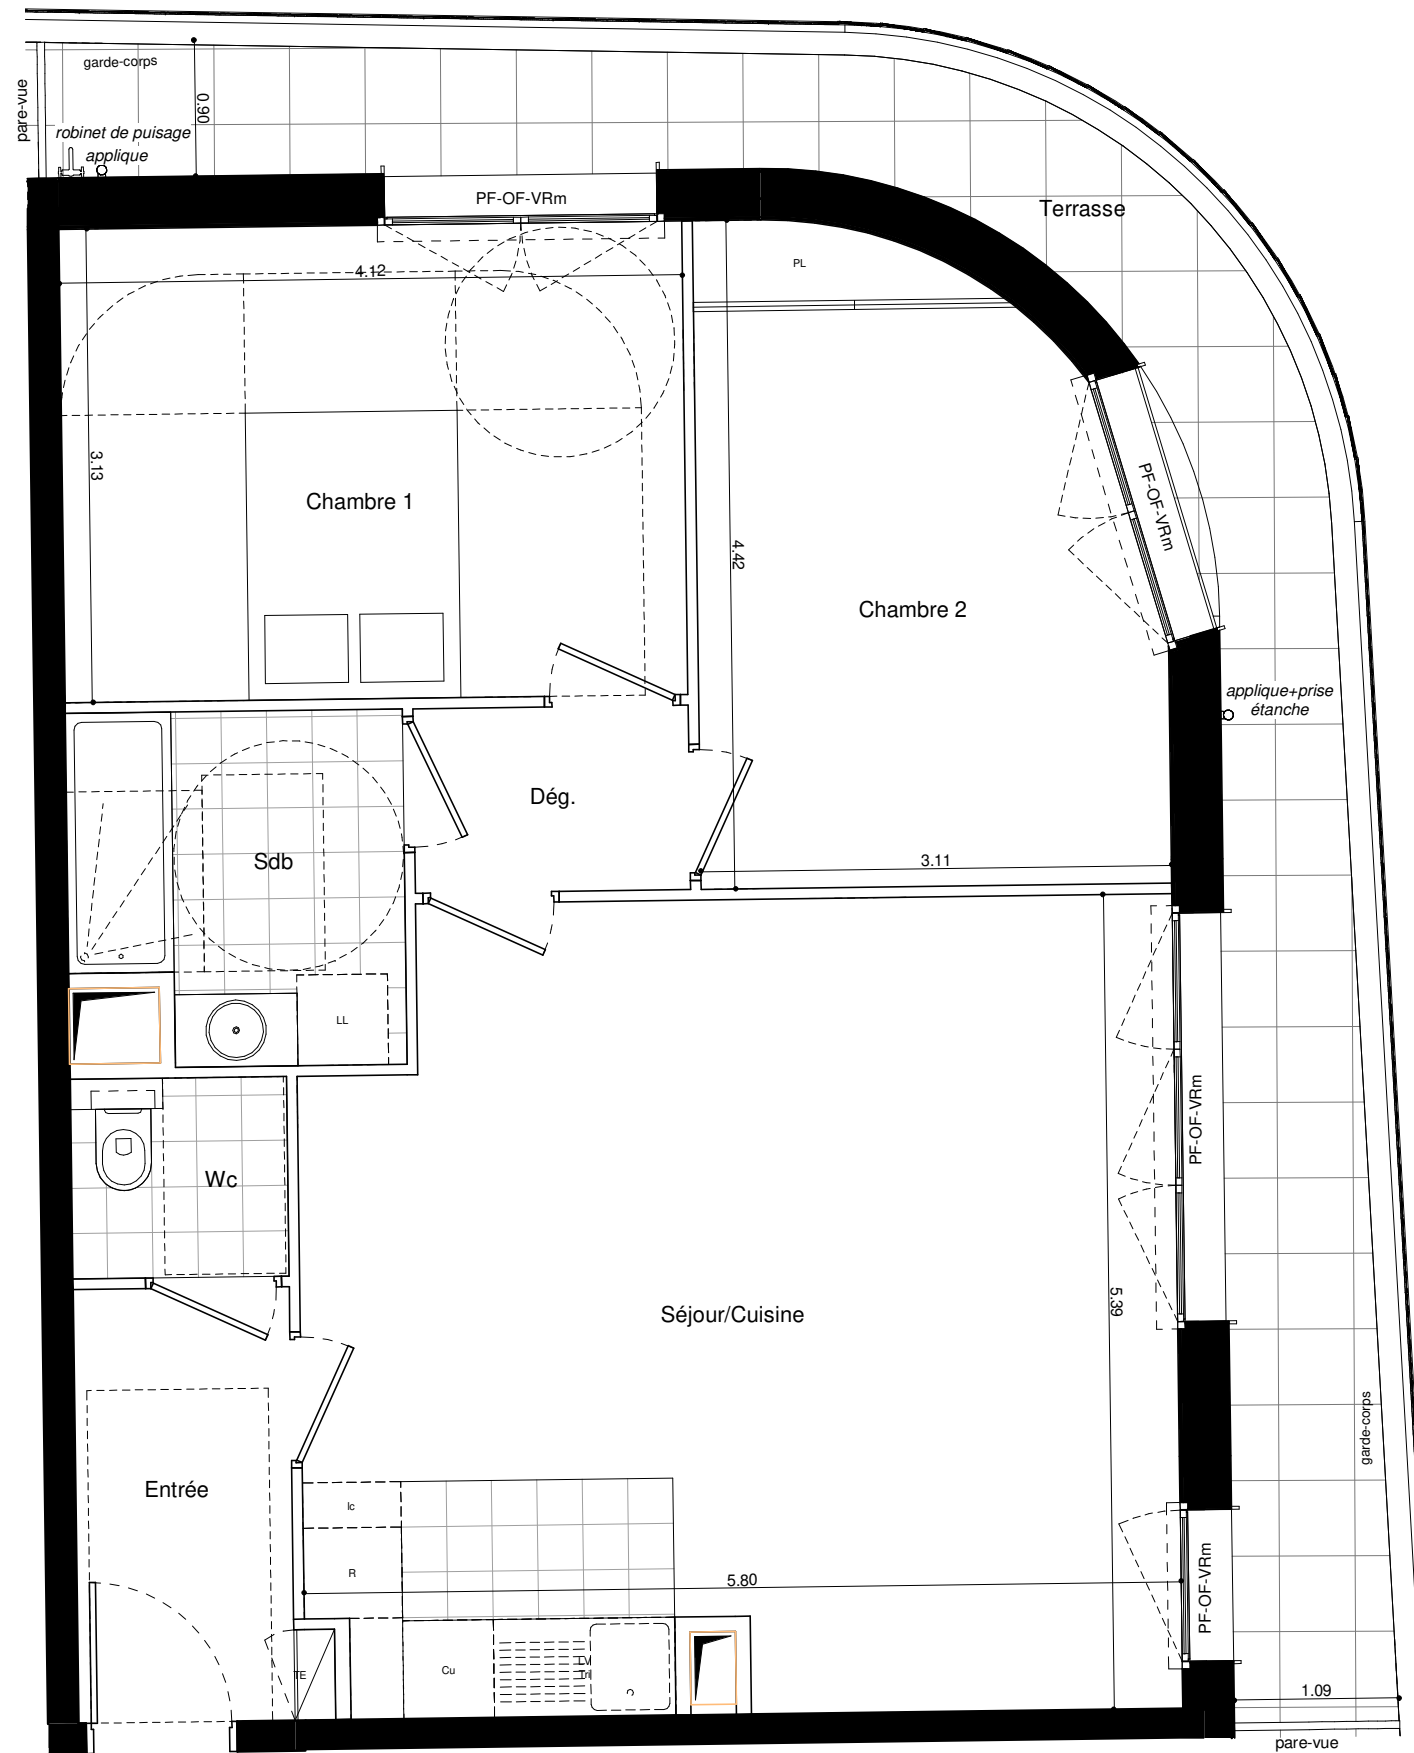 garde-corps
pare-vue
0.90
robinet de puisage
applique
PF-OF-VRm
Terrasse
PL
4.12
3.13
Chambre 1
PF-OF-VRm
4.42
Chambre 2
applique+prise
étanche
Dég.
Sdb
3.11
LL
PF-OF-VRm
Wc
5.39
Séjour/Cuisine
garde-corps
Entrée
Ic
R
5.80
PF-OF-VRm
TE
Cu
LV
Tri
1.09
pare-vue